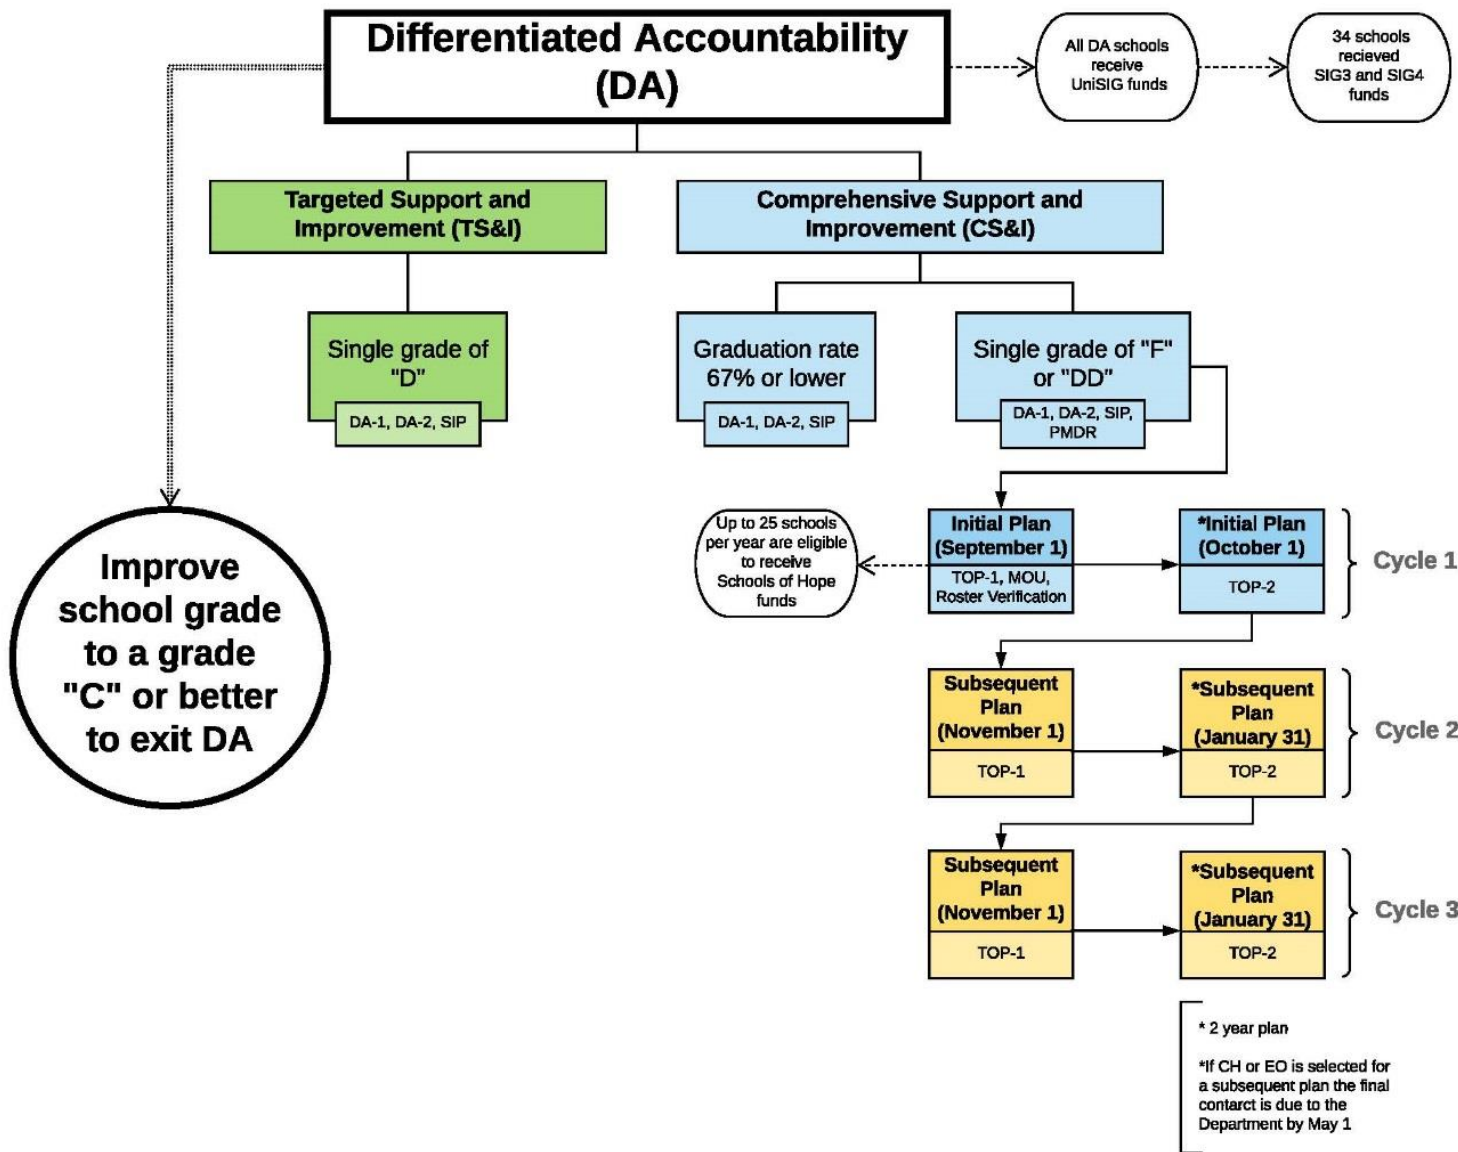 Differentiated Accountability
(DA)
All DA schools
receive
UniSIG funds
34 schools
recieved
SIG3 and SIG4
funds
Targeted Support and
Improvement (TS&I)
Comprehensive Support and
Improvement (CS&I)
Single grade of
"D"
DA-1, DA-2, SIP
Graduation rate
67% or lower
DA-1, DA-2, SIP
Single grade of "F"
or "DD"
DA-1, DA-2, SIP,
PMDR
Improve
school grade
to a grade
"C" or better
to exit DA
Up to 25 schools
per year are eligible
to receive
Schools of Hope
funds
Initial Plan
(September 1)
TOP-1, MOU,
Roster Verification
*Initial Plan
(October 1)
TOP-2
Cycle 1
Subsequent
Plan
(November 1)
TOP-1
*Subsequent
Plan
(January 31)
TOP-2
Cycle 2
Subsequent
Plan
(November 1)
TOP-1
*Subsequent
Plan
(January 31)
TOP-2
Cycle 3
* 2 year plan
*If CH or EO is selected for
a subsequent plan the final
contarct is due to the
Department by May 1